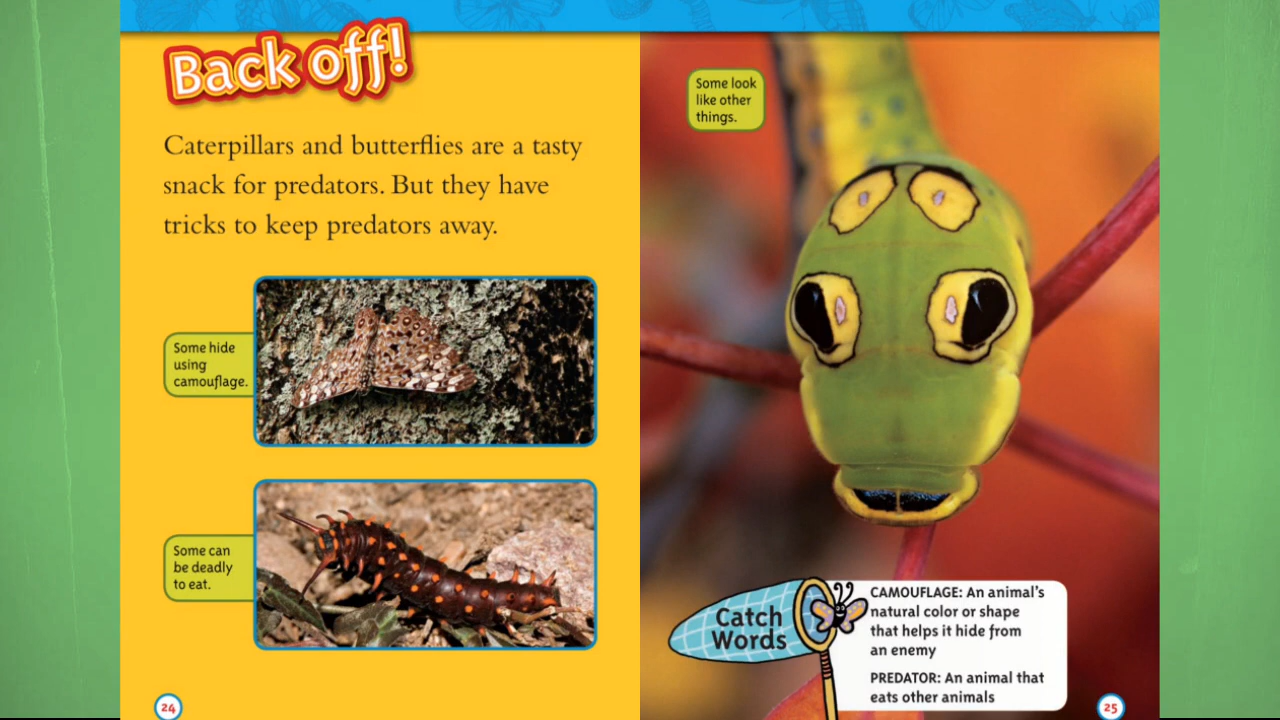 Back off!
Caterpillars and butterflies are a tasty
snack for predators. But they have
tricks to keep predators away.
Some hide
using
camouflage.
Some can
be deadly
to eat.
24
Some look
like other
things.
Catch
Words
CAMOUFLAGE: An animal's
natural color or shape
that helps it hide from
an enemy
PREDATOR: An animal that
eats other animals
25